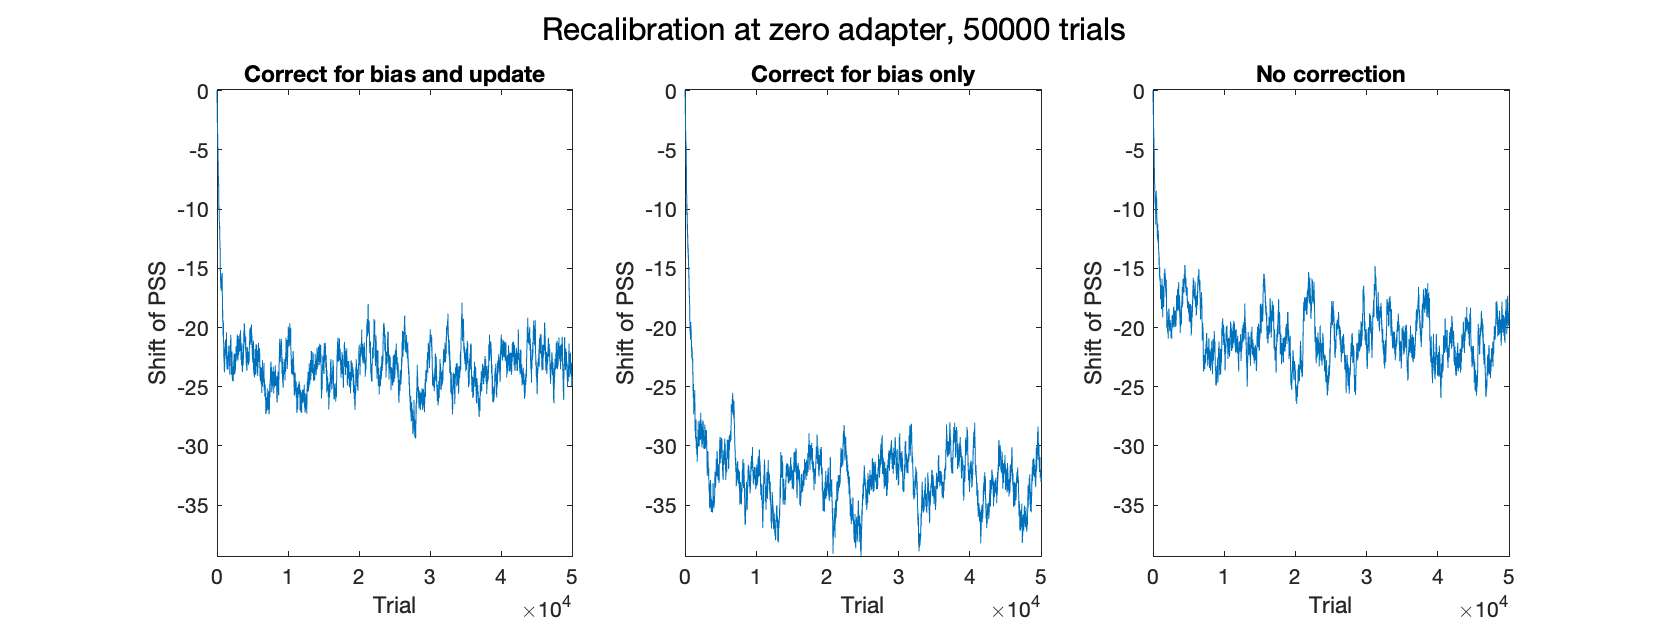 Recalibration at zero adapter, 50000 trials
Correct for bias and update
0
-5
-10
-15
-20
-25
-30
-35
Shift of PSS
0 1 2 3 4 5
Trial
×10^4
Correct for bias only
0
-5
-10
-15
-20
-25
-30
-35
Shift of PSS
0 1 2 3 4 5
Trial
×10^4
No correction
0
-5
-10
-15
-20
-25
-30
-35
Shift of PSS
0 1 2 3 4 5
Trial
×10^4